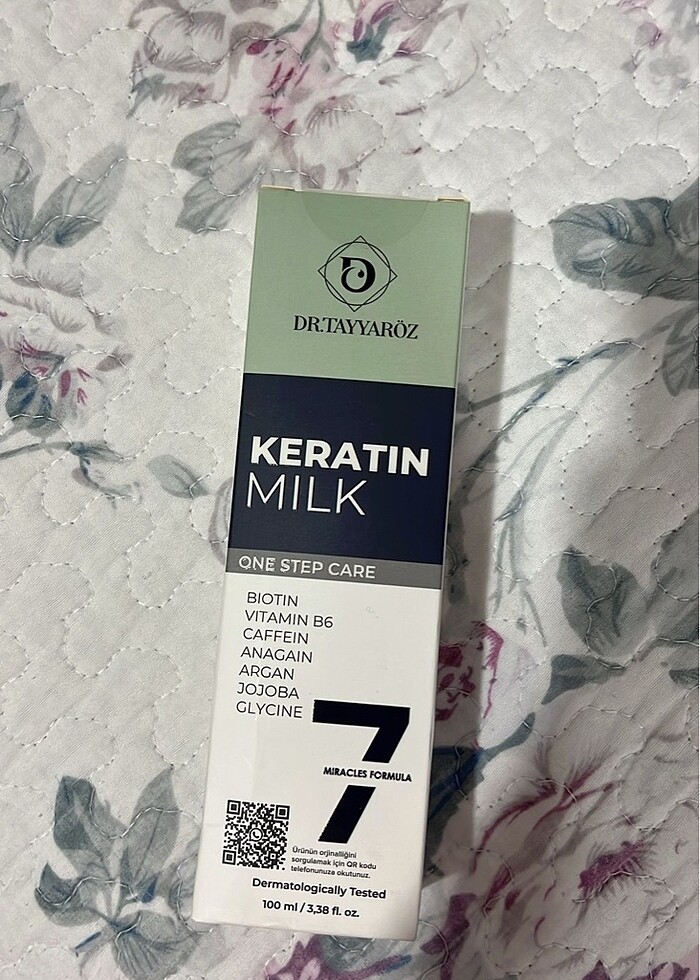 DR.TAYYARÖZ
KERATIN
MILK
ONE STEP CARE
BIOTIN
VITAMIN B6
CAFFEIN
ANAGAIN
ARGAN
JOJOBA
GLYCINE
7
MIRACLES FORMULA
Ürünün orjinalliğini
sorgulamak için QR kodu
telefonunuza okutunuz.
Dermatologically Tested
100 ml / 3,38 fl. oz.